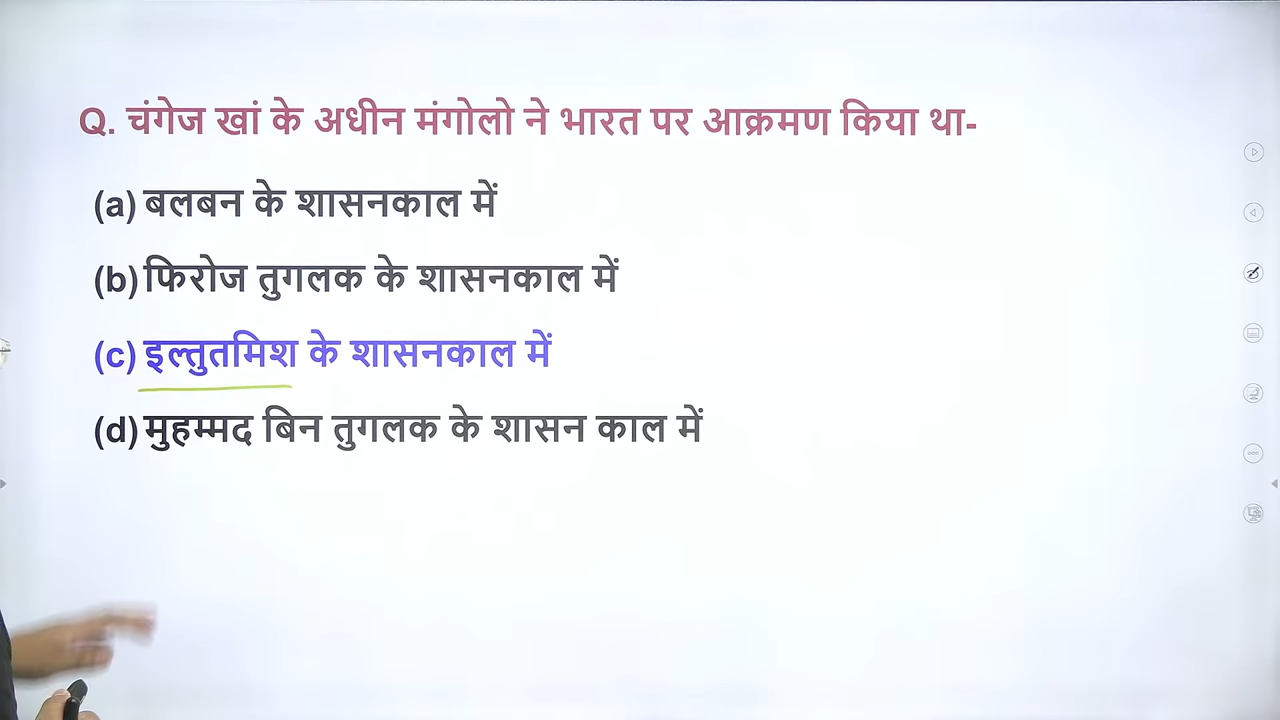 Q. चंगेज खां के अधीन मंगोलो ने भारत पर आक्रमण किया था-
(a) बलबन के शासनकाल में
(b) फिरोज तुगलक के शासनकाल में
(c) इल्तुतमिश के शासनकाल में
(d) मुहम्मद बिन तुगलक के शासन काल में